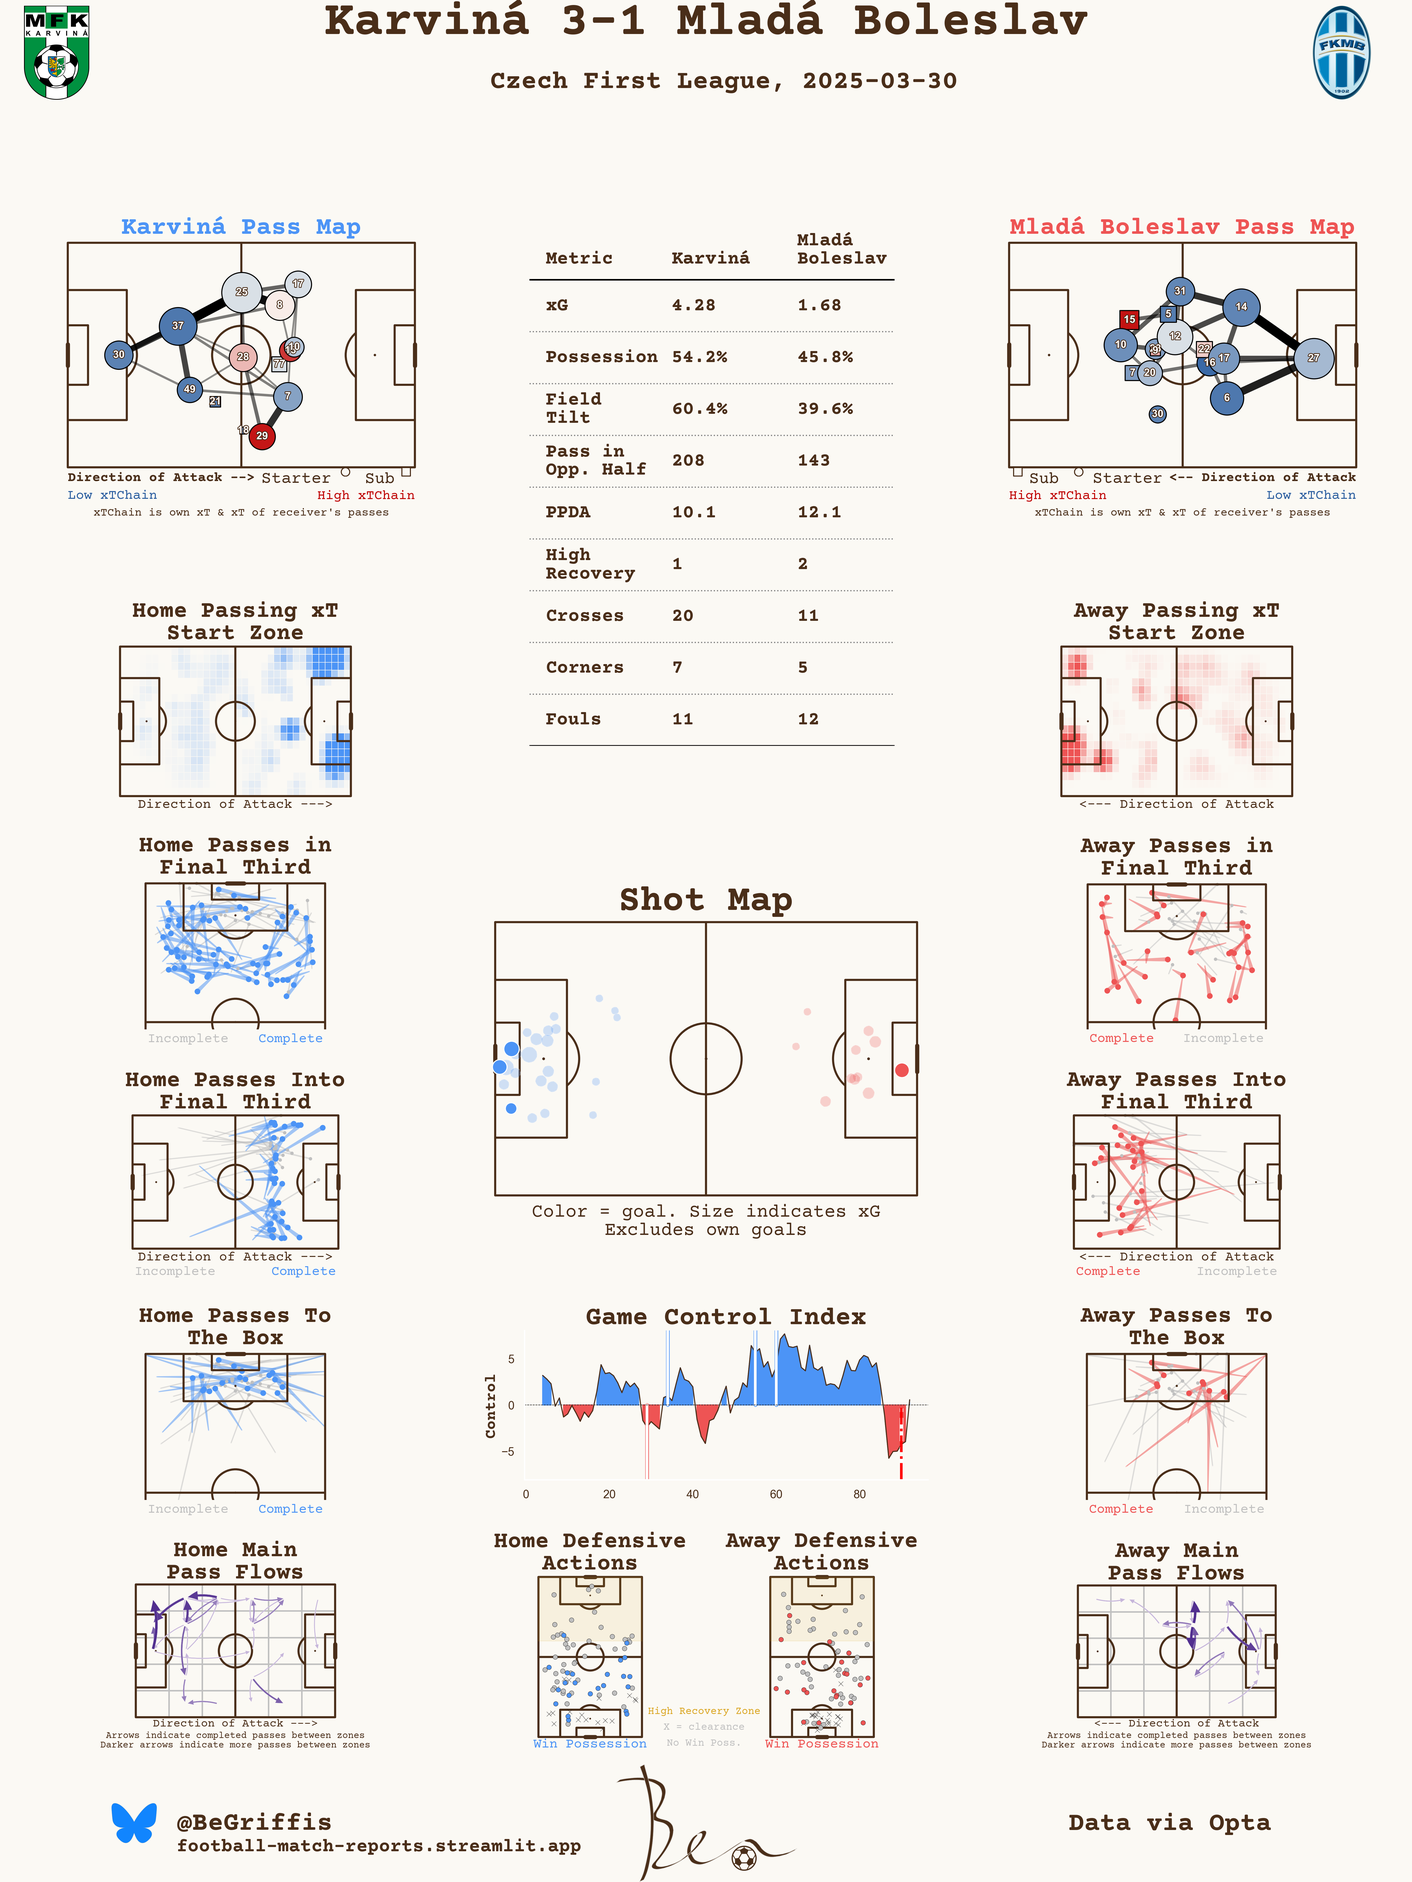 Karviná 3-1 Mladá Boleslav
Czech First League, 2025-03-30
MFK
KARVINÁ
FKMB
1902
Karviná Pass Map
25
17
8
37
30
28
10
77
49
7
21
18
29
Direction of Attack --> Starter Sub
Low xTChain High xTChain
xTChain is own xT & xT of receiver's passes
Metric Karviná Mladá Boleslav
xG 4.28 1.68
Possession 54.2% 45.8%
Field Tilt 60.4% 39.6%
Pass in Opp. Half 208 143
PPDA 10.1 12.1
High Recovery 1 2
Crosses 20 11
Corners 7 5
Fouls 11 12
Mladá Boleslav Pass Map
31
14
5
15
12
10
9
22
17
16
27
7
20
6
30
Sub Starter <-- Direction of Attack
High xTChain Low xTChain
xTChain is own xT & xT of receiver's passes
Home Passing xT
Start Zone
Direction of Attack --->
Away Passing xT
Start Zone
<--- Direction of Attack
Home Passes in
Final Third
Incomplete Complete
Away Passes in
Final Third
Complete Incomplete
Shot Map
Color = goal. Size indicates xG
Excludes own goals
Home Passes Into
Final Third
Direction of Attack --->
Incomplete Complete
Away Passes Into
Final Third
<--- Direction of Attack
Complete Incomplete
Home Passes To
The Box
Incomplete Complete
Game Control Index
Control
5
0
−5
0 20 40 60 80
Away Passes To
The Box
Complete Incomplete
Home Main
Pass Flows
Direction of Attack --->
Arrows indicate completed passes between zones
Darker arrows indicate more passes between zones
Home Defensive
Actions
Win Possession
Away Defensive
Actions
Win Possession
High Recovery Zone
X = clearance
No Win Poss.
Away Main
Pass Flows
<--- Direction of Attack
Arrows indicate completed passes between zones
Darker arrows indicate more passes between zones
@BeGriffis
football-match-reports.streamlit.app
Ben
Data via Opta